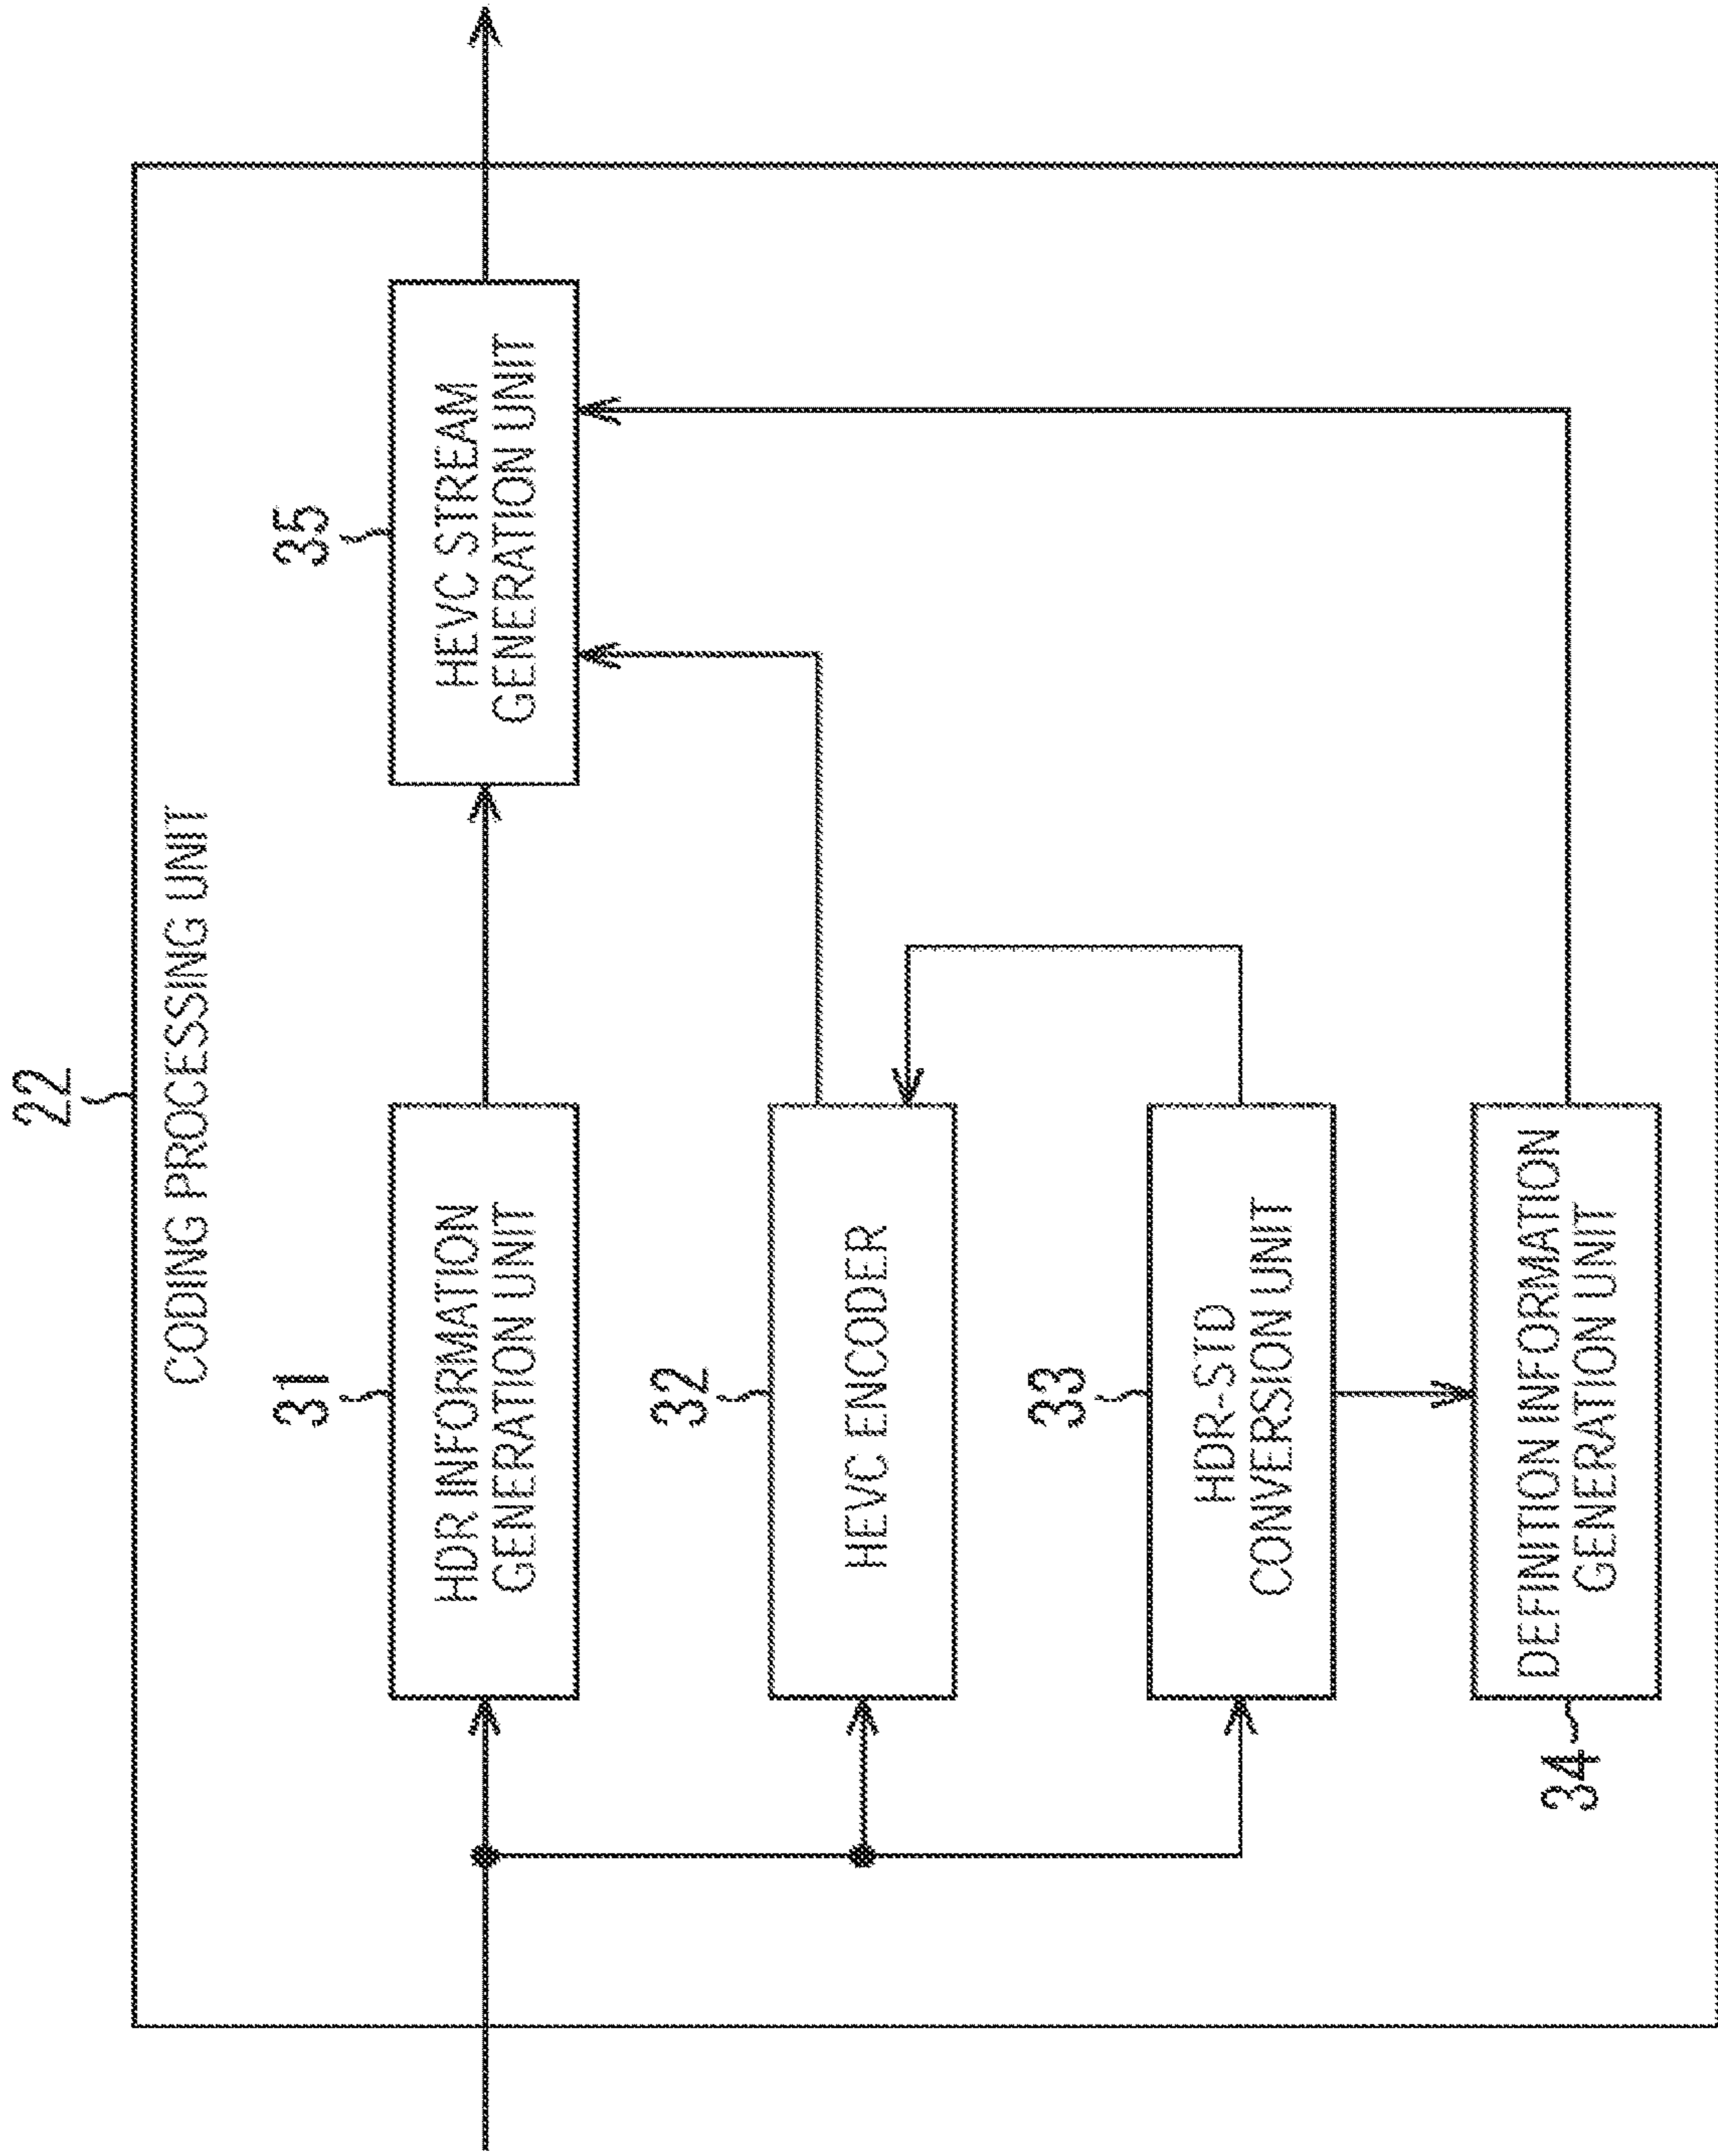 22
CODING PROCESSING UNIT
31
HDR INFORMATION
GENERATION UNIT
35
HEVC STREAM
GENERATION UNIT
32
HEVC ENCODER
33
HDR-STD
CONVERSION UNIT
34
DEFINITION INFORMATION
GENERATION UNIT